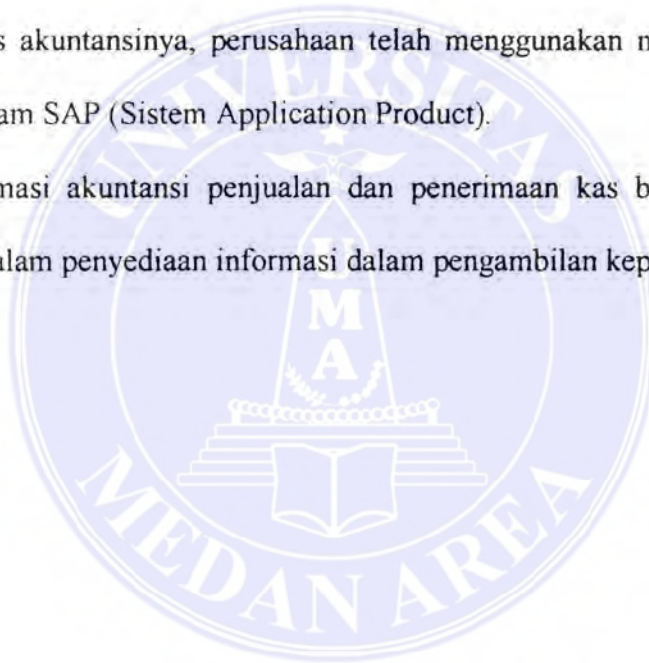 s akuntansinya, perusahaan telah menggunakan
am SAP (Sistem Application Product).
masi akuntansi penjualan dan penerimaan kas b
alam penyediaan informasi dalam pengambilan kep
UNIVERSITAS
U
M
A
MEDAN AREA